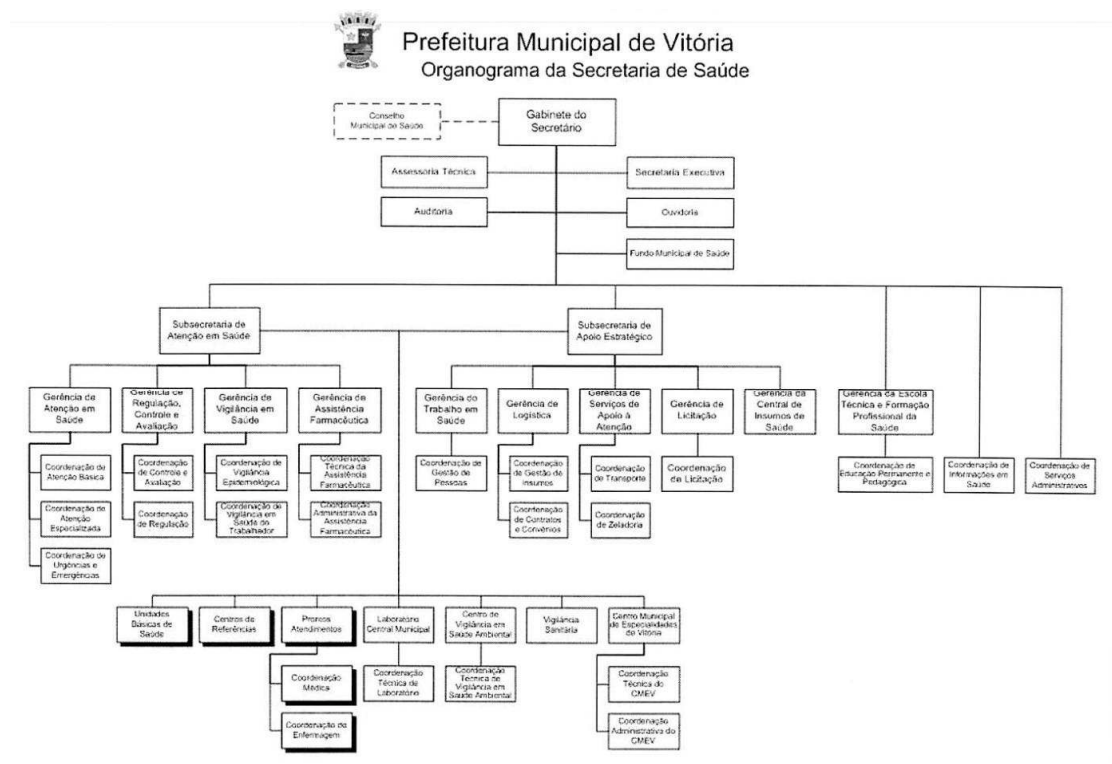 Prefeitura Municipal de Vitória
Organograma da Secretaria de Saúde
Conselho
Municipal de Saúde
Gabinete do
Secretário
Assessoria Técnica
Secretaria Executiva
Auditoria
Ouvidoria
Fundo Municipal de Saúde
Subsecretaria de
Atenção em Saúde
Subsecretaria de
Apoio Estratégico
Gerência de
Atenção em
Saúde
Gerência de
Regulação,
Controle e
Avaliação
Gerência de
Vigilância em
Saúde
Gerência de
Assistência
Farmacêutica
Gerência do
Trabalho em
Saúde
Gerência de
Logística
Gerência de
Serviços de
Apoio à
Atenção
Gerência de
Licitação
Gerência da
Central de
Insumos de
Saúde
Gerência da Escola
Técnica e Formação
Profissional da
Saúde
Coordenação de
Atenção Básica
Coordenação
de Controle e
Avaliação
Coordenação
de Vigilância
Epidemiológica
Coordenação
Técnica da
Assistência
Farmacêutica
Coordenação
de Gestão de
Pessoas
Coordenação
de Gestão de
Insumos
Coordenação
de Transporte
Coordenação
de Licitação
Coordenação de
Educação Permanente e
Pedagógica
Coordenação de
Informações em
Saúde
Coordenação de
Serviços
Administrativos
Coordenação de
Atenção
Especializada
Coordenação
de Regulação
Coordenação de
Vigilância em
Saúde do
Trabalhador
Coordenação
Administrativa da
Assistência
Farmacêutica
Coordenação
de Contratos
e Convênios
Coordenação
de Zeladoria
Coordenação de
Urgências e
Emergências
Unidades
Básicas de
Saúde
Centros de
Referências
Prontos
Atendimentos
Laboratório
Central Municipal
Centro de
Vigilância em
Saúde Ambiental
Vigilância
Sanitária
Centro Municipal
de Especialidades
de Vitória
Coordenação
Médica
Coordenação
Técnica de
Laboratório
Coordenação
Técnica de
Vigilância em
Saúde Ambiental
Coordenação
Técnica do
CMEV
Coordenação de
Enfermagem
Coordenação
Administrativa do
CMEV